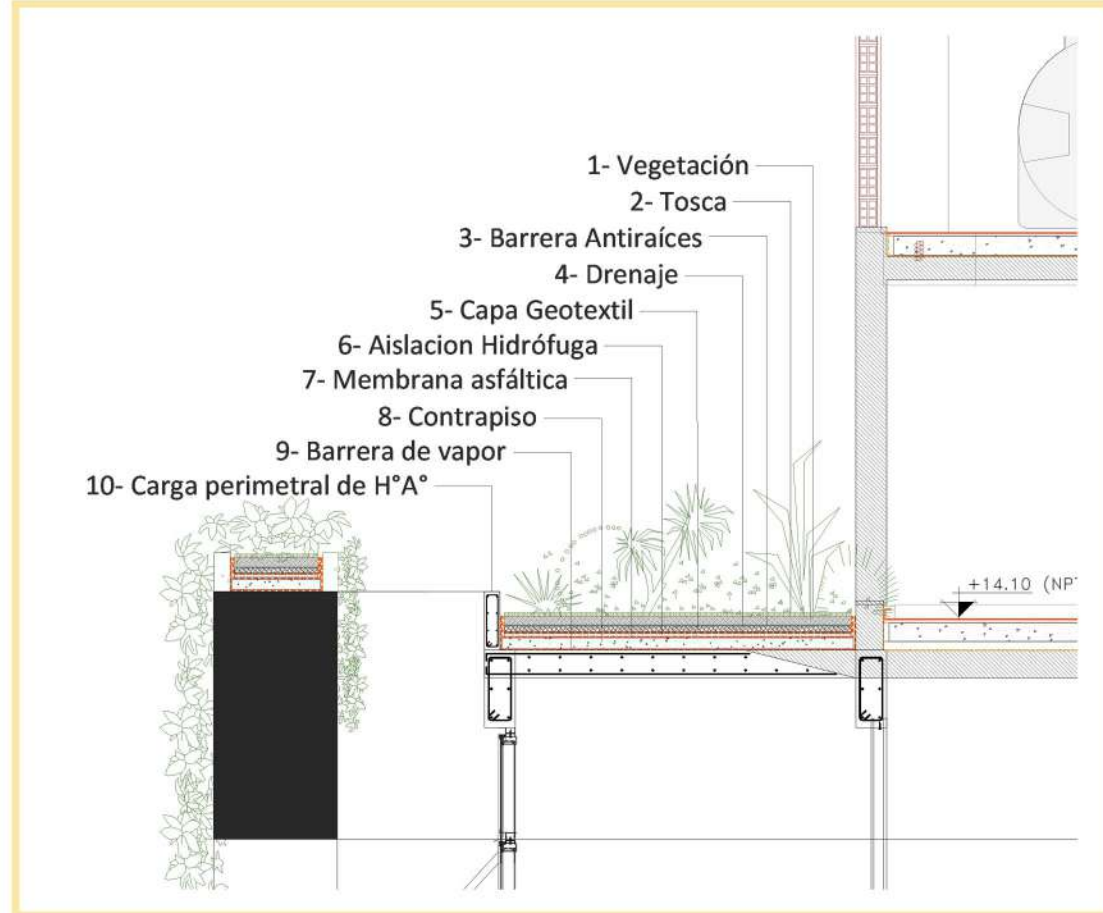 1- Vegetación
2- Tosca
3- Barrera Antiraíces
4- Drenaje
5- Capa Geotextil
6- Aislacion Hidrófuga
7- Membrana asfáltica
8- Contrapiso
9- Barrera de vapor
10- Carga perimetral de H°A°
+14.10 (NPT